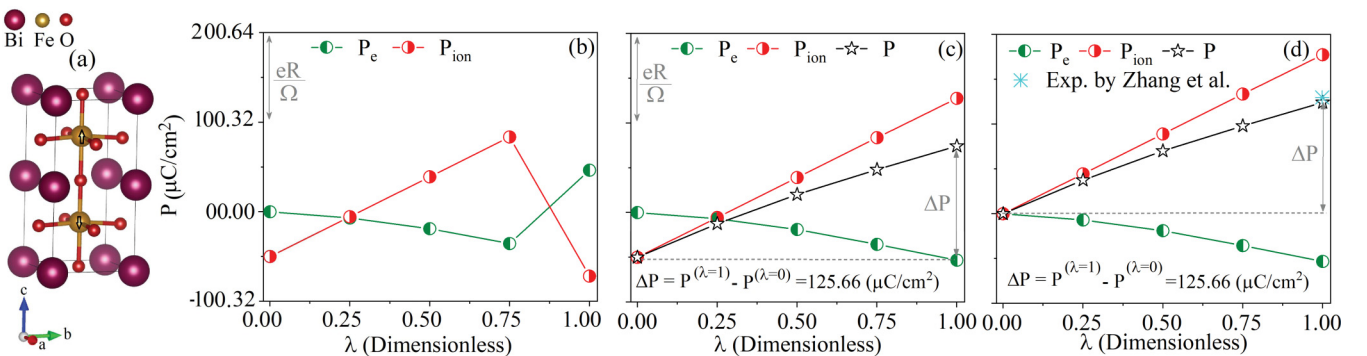 Bi Fe O
(a)
c
b
a
200.64
100.32
00.00
-100.32
P (μC/cm²)
eR
Ω
Pe Pion (b)
0.00 0.25 0.50 0.75 1.00
λ (Dimensionless)
eR
Ω
Pe Pion P (c)
ΔP
ΔP = P(λ=1) - P(λ=0) =125.66 (μC/cm²)
0.00 0.25 0.50 0.75 1.00
λ (Dimensionless)
Pe Pion P (d)
Exp. by Zhang et al.
ΔP
ΔP = P(λ=1) - P(λ=0) =125.66 (μC/cm²)
0.00 0.25 0.50 0.75 1.00
λ (Dimensionless)